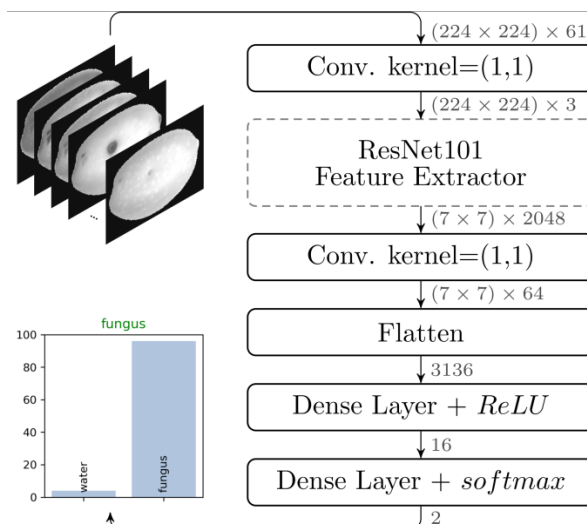 (224 × 224) × 61
Conv. kernel=(1,1)
(224 × 224) × 3
ResNet101
Feature Extractor
(7 × 7) × 2048
Conv. kernel=(1,1)
(7 × 7) × 64
Flatten
3136
Dense Layer + ReLU
16
Dense Layer + softmax
2
...
fungus
100
80
60
40
20
0
water
fungus